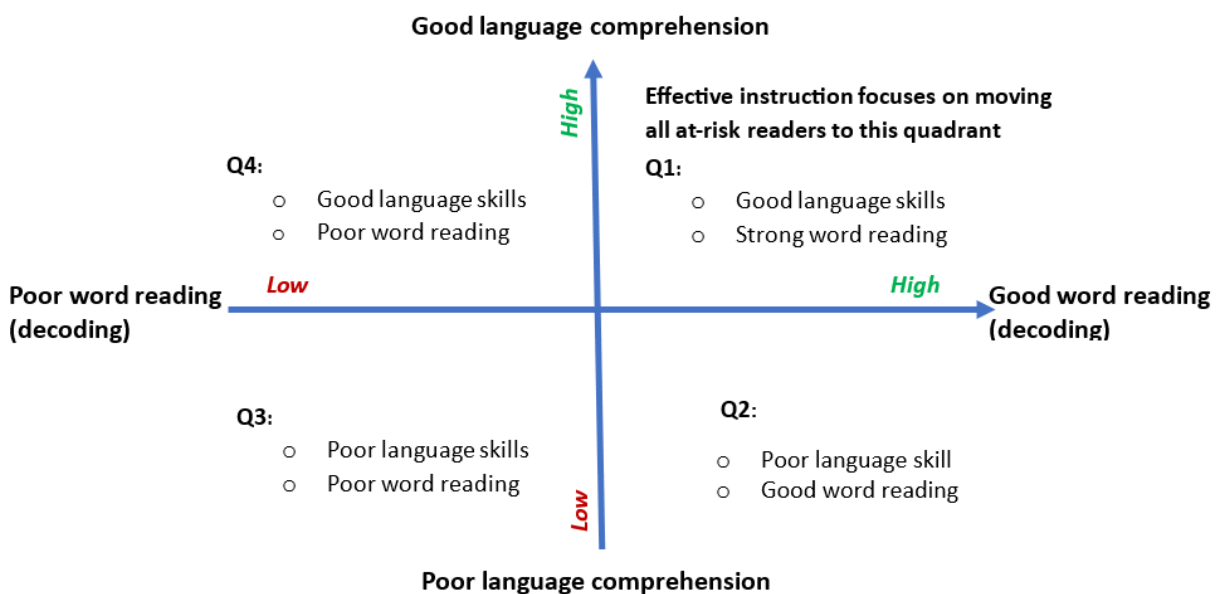 Good language comprehension
High
Effective instruction focuses on moving
all at-risk readers to this quadrant
Q4:
o Good language skills
o Poor word reading
Q1:
o Good language skills
o Strong word reading
Poor word reading
(decoding)
Low
High
Good word reading
(decoding)
Q3:
o Poor language skills
o Poor word reading
Q2:
o Poor language skill
o Good word reading
Low
Poor language comprehension